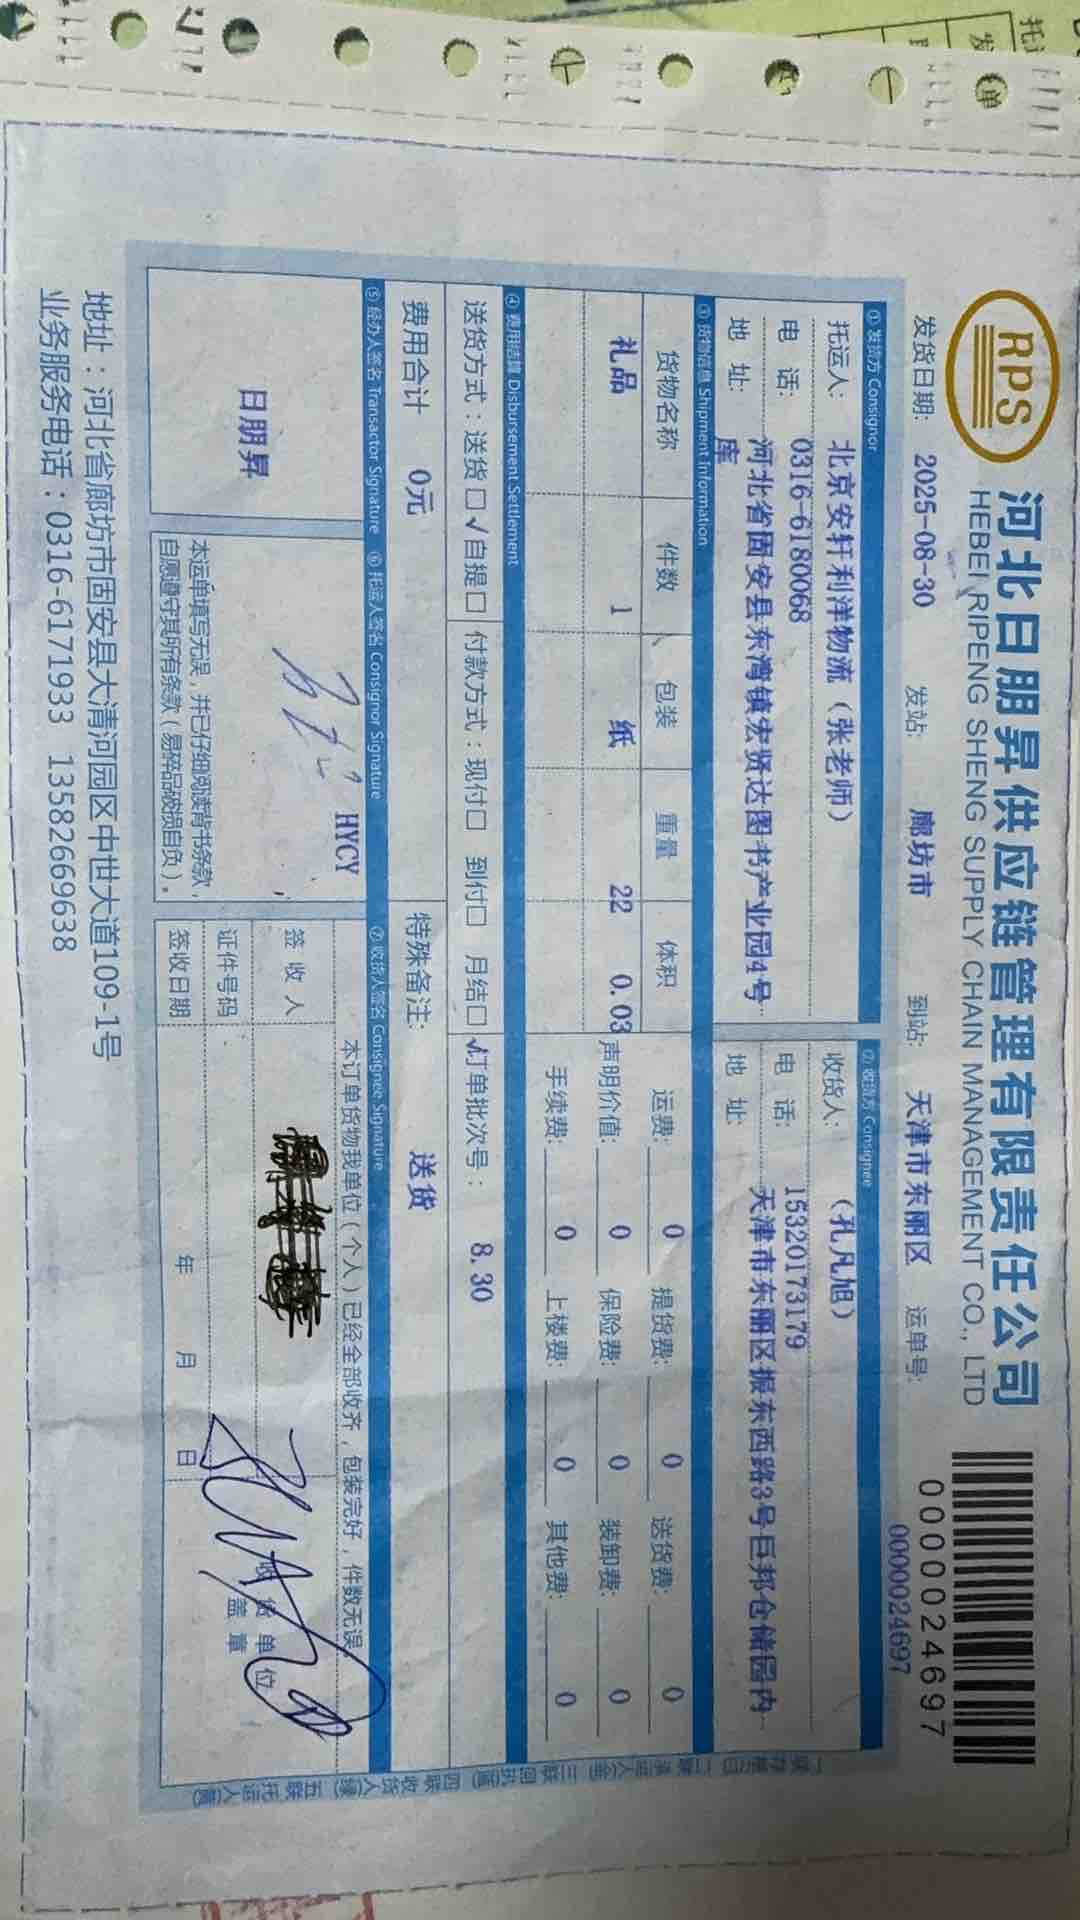 RPS
河北日朋昇供应链管理有限责任公司
HEBEI RIPENG SHENG SUPPLY CHAIN MANAGEMENT CO., LTD
0000024697
0000024697
发货日期: 2025-08-30 发站: 廊坊市 到站: 天津市东丽区 运单号:
① 发货方 Consignor ② 收货方 Consignee
托运人: 北京安轩利洋物流（张老师） 收货人: （孔凡旭）
电 话: 0316-6180068 电 话: 15320173179
地 址: 河北省固安县东湾镇宏贤达图书产业园4号 地 址: 天津市东丽区振东西路3号巨邦仓储园内
库
③ 货物信息 Shipment Information
货物名称 件数 包装 重量 体积 运费: 0 提货费: 0 送货费: 0
礼品 1 纸 22 0.03 声明价值: 0 保险费: 0 装卸费: 0
手续费: 0 上楼费: 0 其他费: 0
④ 费用结算 Disbursement Settlement
送货方式：送货□√自提□ 付款方式：现付□ 到付□ 月结□√ 订单批次号： 8.30
费用合计 0元 特殊备注: 送货
⑤ 经办人签名 Transactor Signature ⑥ 托运人签名 Consignor Signature ⑦ 收货人签名 Consignee Signature
HYCY 本订单货物我单位（个人）已经全部收齐，包装完好，件数无误
日朋昇
签 收 人
证件号码
签收日期 年 月 日
收货单位
盖章
本运单填写无误，并已仔细阅读背书条款，
自愿遵守其所有条款（易碎品破损自负）。
地址：河北省廊坊市固安县大清河园区中世大道109-1号
业务服务电话：0316-6171933 13582669638